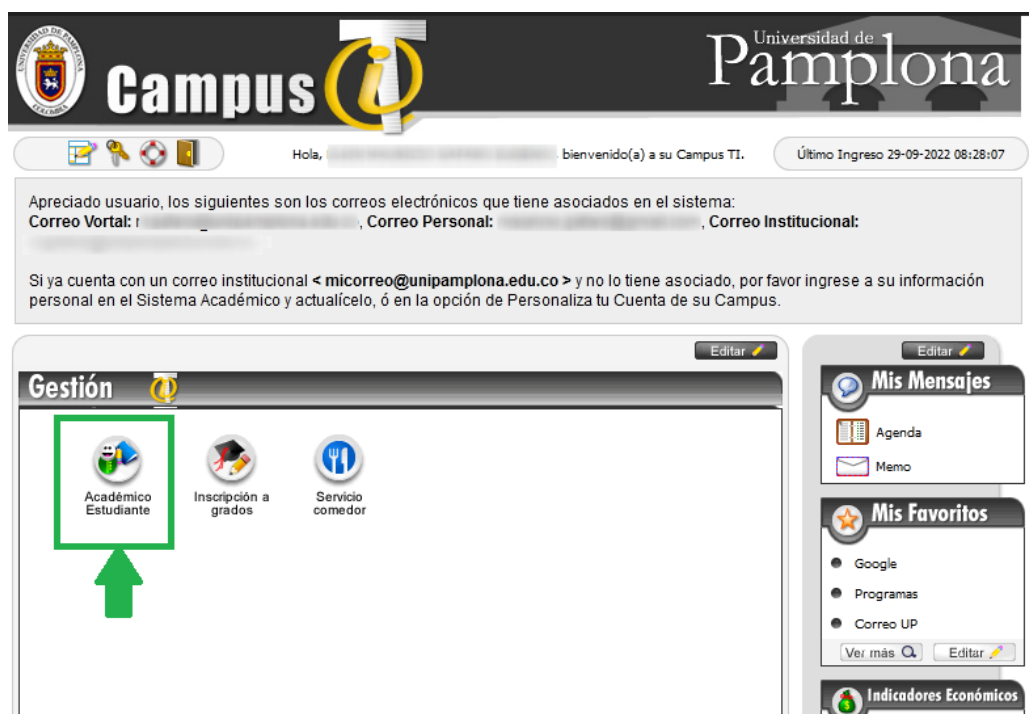 UNIVERSIDAD DE PAMPLONA
COLOMBIA
Campus
Universidad de
Pamplona
Hola, bienvenido(a) a su Campus TI.
Último Ingreso 29-09-2022 08:28:07
Apreciado usuario, los siguientes son los correos electrónicos que tiene asociados en el sistema:
Correo Vortal: r , Correo Personal: , Correo Institucional:
Si ya cuenta con un correo institucional < micorreo@unipamplona.edu.co > y no lo tiene asociado, por favor ingrese a su información
personal en el Sistema Académico y actualícelo, ó en la opción de Personaliza tu Cuenta de su Campus.
Editar
Gestión
Académico
Estudiante
Inscripción a
grados
Servicio
comedor
Editar
Mis Mensajes
Agenda
Memo
Mis Favoritos
Google
Programas
Correo UP
Ver más
Editar
Indicadores Económicos